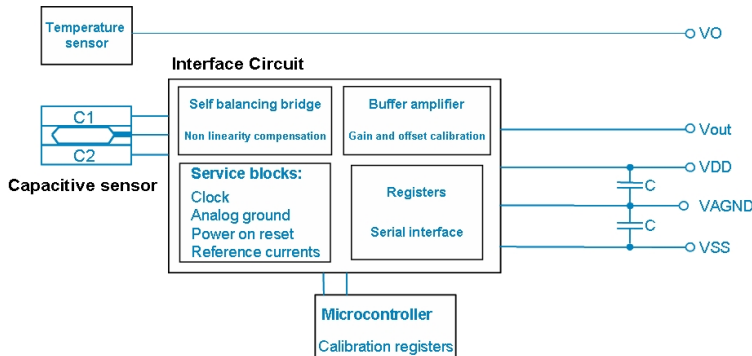 Temperature
sensor
VO
Interface Circuit
C1
C2
Capacitive sensor
Self balancing bridge
Non linearity compensation
Buffer amplifier
Gain and offset calibration
Service blocks:
Clock
Analog ground
Power on reset
Reference currents
Registers
Serial interface
Vout
VDD
C
VAGND
C
VSS
Microcontroller
Calibration registers